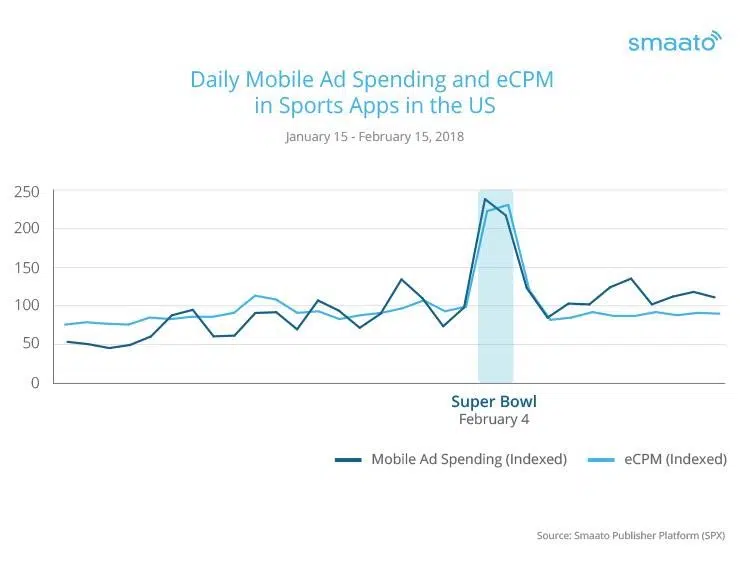 smaato
Daily Mobile Ad Spending and eCPM
in Sports Apps in the US
January 15 - February 15, 2018
250
200
150
100
50
0
Super Bowl
February 4
Mobile Ad Spending (Indexed)
eCPM (Indexed)
Source: Smaato Publisher Platform (SPX)